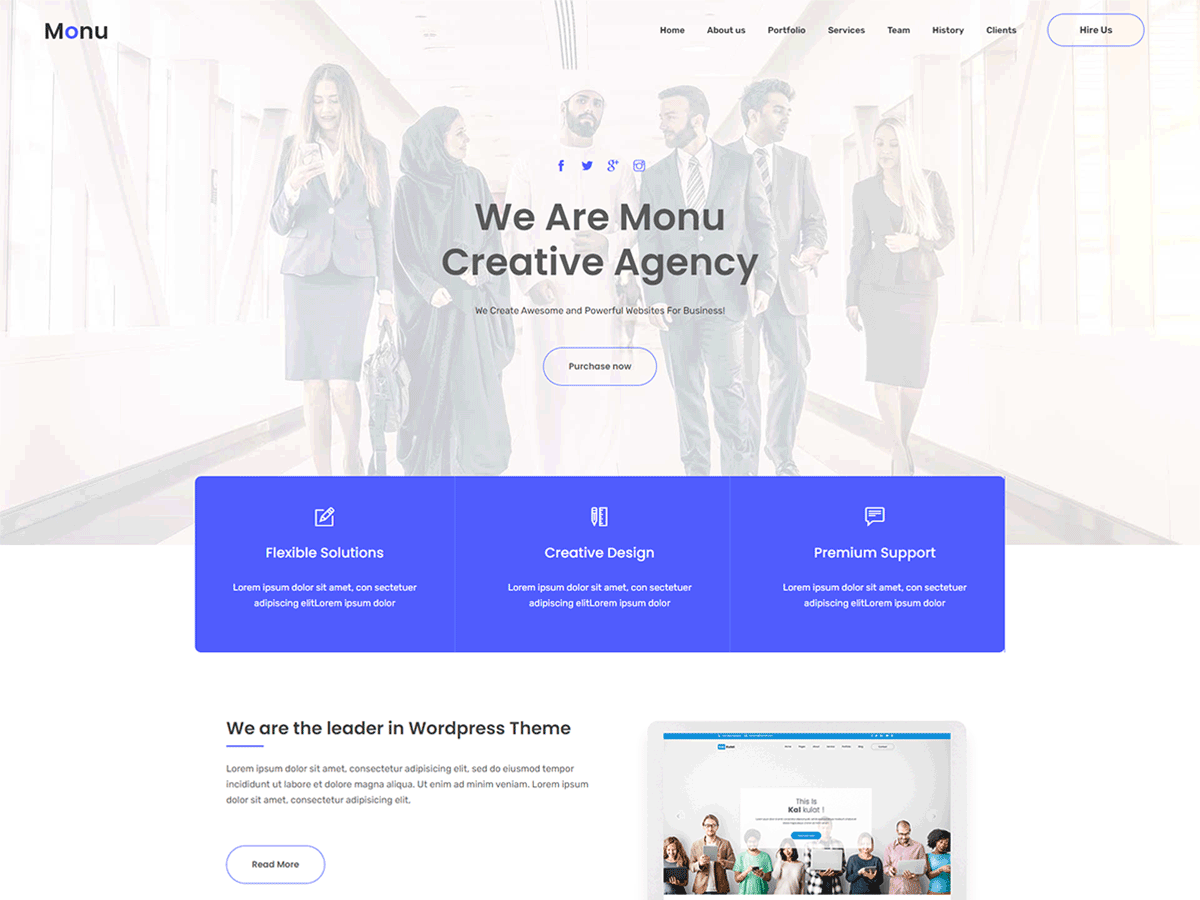 Monu
Home About us Portfolio Services Team History Clients Hire Us
We Are Monu
Creative Agency
We Create Awesome and Powerful Websites For Business!
Purchase now
Flexible Solutions
Lorem ipsum dolor sit amet, con sectetuer
adipiscing elitLorem ipsum dolor
Creative Design
Lorem ipsum dolor sit amet, con sectetuer
adipiscing elitLorem ipsum dolor
Premium Support
Lorem ipsum dolor sit amet, con sectetuer
adipiscing elitLorem ipsum dolor
We are the leader in Wordpress Theme
Lorem ipsum dolor sit amet, consectetur adipisicing elit, sed do eiusmod tempor
incididunt ut labore et dolore magna aliqua. Ut enim ad minim veniam. Lorem ipsum
dolor sit amet, consectetur adipisicing elit.
Read More
This Is
Kal kulat !